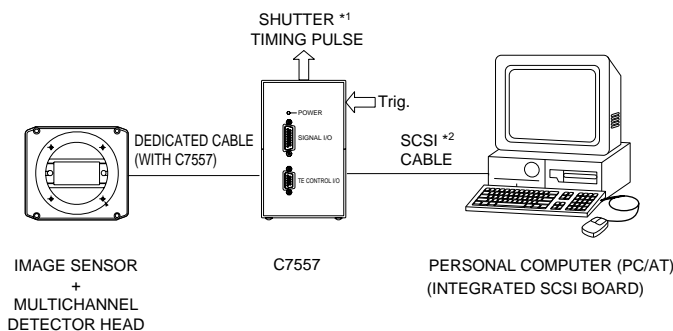 SHUTTER *1
TIMING PULSE
Trig.
POWER
SIGNAL I/O
TE CONTROL I/O
DEDICATED CABLE
(WITH C7557)
SCSI *2
CABLE
IMAGE SENSOR
+
MULTICHANNEL
DETECTOR HEAD
C7557
PERSONAL COMPUTER (PC/AT)
(INTEGRATED SCSI BOARD)